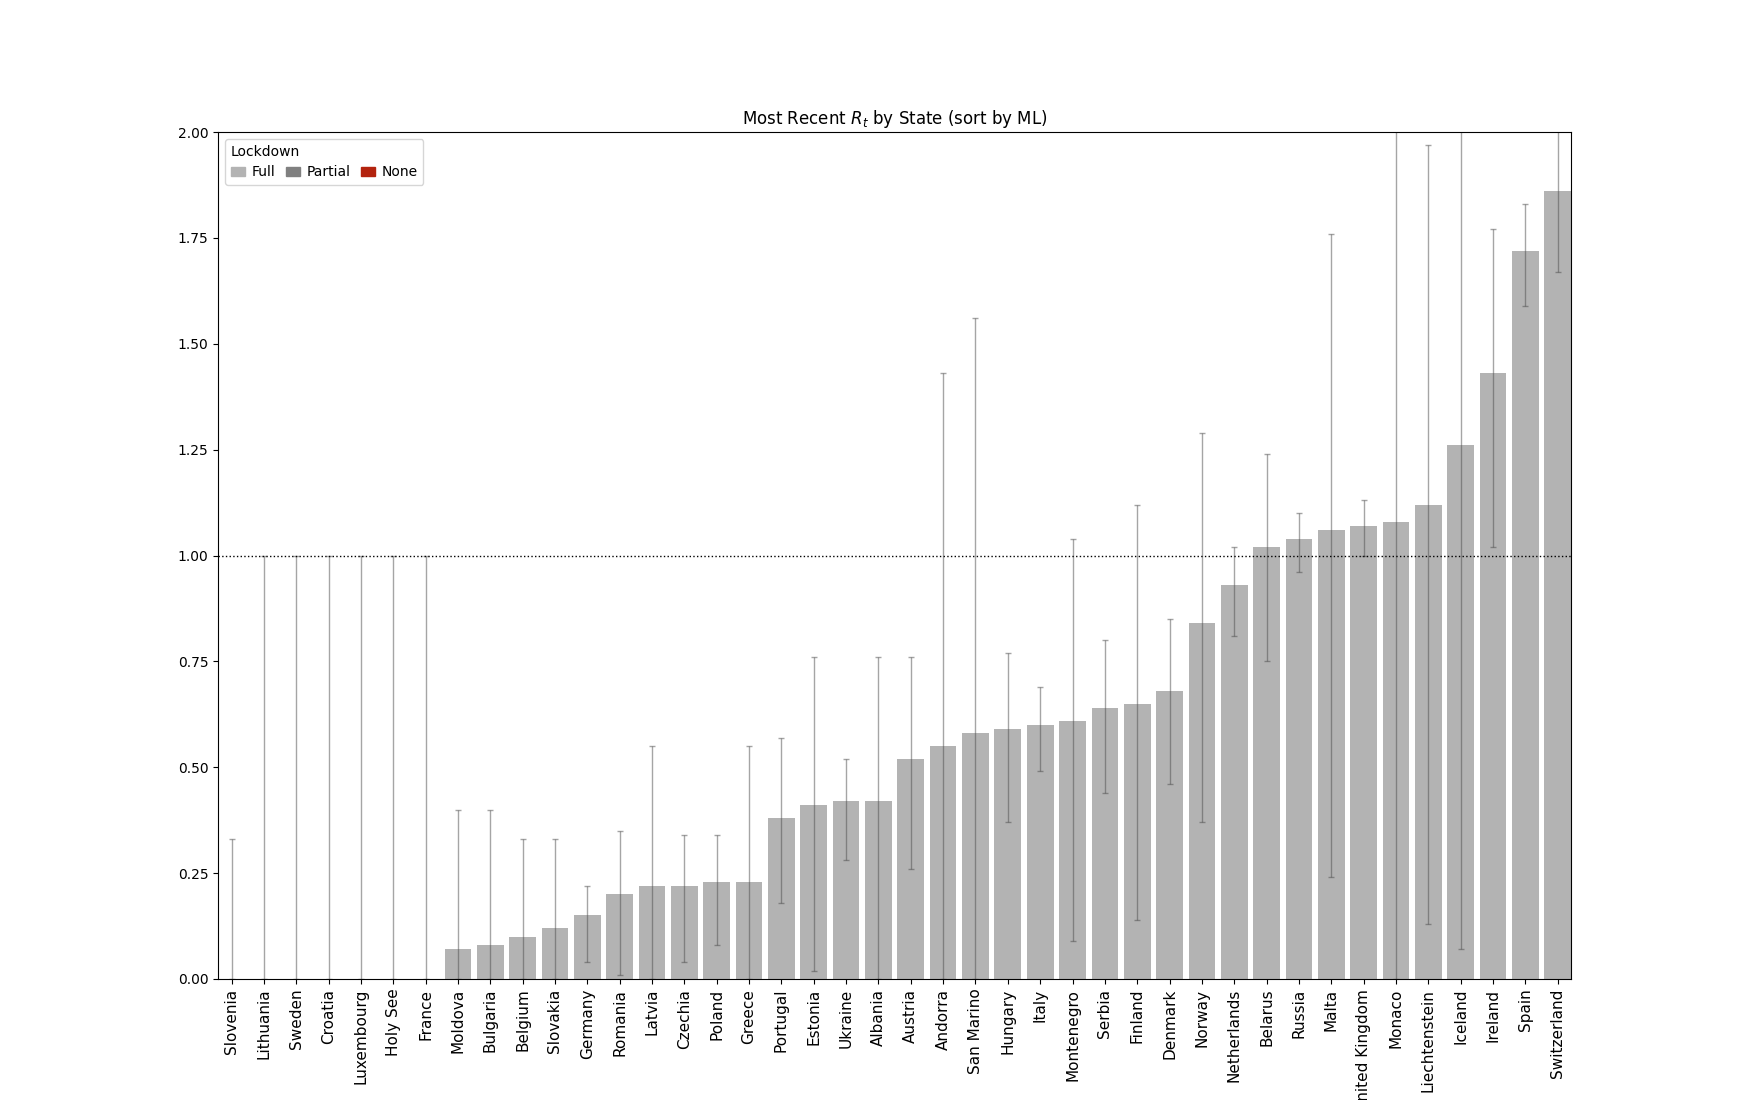 Most Recent R_t by State (sort by ML)
2.00
Lockdown
Full Partial None
1.75
1.50
1.25
1.00
0.75
0.50
0.25
0.00
Slovenia
Lithuania
Sweden
Croatia
Luxembourg
Holy See
France
Moldova
Bulgaria
Belgium
Slovakia
Germany
Romania
Latvia
Czechia
Poland
Greece
Portugal
Estonia
Ukraine
Albania
Austria
Andorra
San Marino
Hungary
Italy
Montenegro
Serbia
Finland
Denmark
Norway
Netherlands
Belarus
Russia
Malta
nited Kingdom
Monaco
Liechtenstein
Iceland
Ireland
Spain
Switzerland